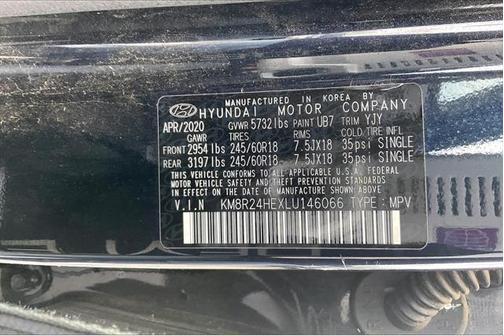 MANUFACTURED IN KOREA BY
HYUNDAI MOTOR COMPANY
APR/2020 GVWR 5732lbs PAINT UB7 TRIM YJY
GAWR TIRES RIMS COLD TIRE INFL
FRONT 2954lbs 245/60R18 7.5JX18 35psi SINGLE
REAR 3197lbs 245/60R18 7.5JX18 35psi SINGLE
THIS VEHICLE CONFORMS TO ALL APPLICABLE
U.S. FEDERAL MOTOR VEHICLE SAFETY AND THEFT
PREVENTION STANDARDS IN EFFECT ON THE DATE
OF MANUFACTURE SHOWN ABOVE.
V.I.N KM8R24HEXLU146066 TYPE : MPV